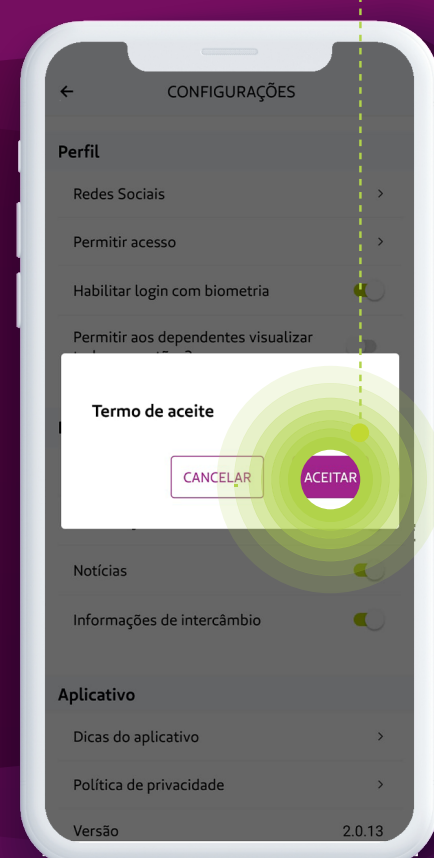 CONFIGURAÇÕES
Perfil
Redes Sociais
Permitir acesso
Habilitar login com biometria
Permitir aos dependentes visualizar
Termo de aceite
CANCELAR
ACEITAR
Notícias
Informações de intercâmbio
Aplicativo
Dicas do aplicativo
Política de privacidade
Versão 2.0.13